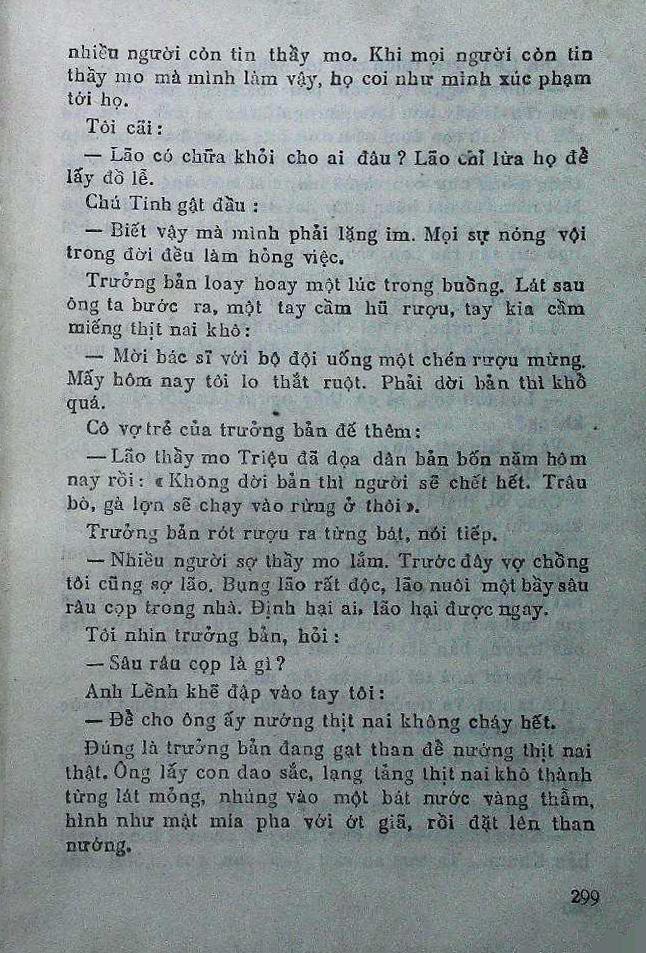 nhiều người còn tin thầy mo. Khi mọi người còn tin
thầy mo mà mình làm vậy, họ coi như mình xúc phạm
tới họ.
Tôi cãi :
— Lão có chữa khỏi cho ai đâu ? Lão chỉ lừa họ để
lấy đồ lễ.
Chú Tinh gật đầu :
— Biết vậy mà mình phải lặng im. Mọi sự nóng vội
trong đời đều làm hỏng việc.
Trưởng bản loay hoay một lúc trong buồng. Lát sau
ông ta bước ra, một tay cầm hũ rượu, tay kia cầm
miếng thịt nai khô :
— Mời bác sĩ với bộ đội uống một chén rượu mừng.
Mấy hôm nay tôi lo thắt ruột. Phải dời bản thì khổ
quá.
Cô vợ trẻ của trưởng bản đế thêm :
— Lão thầy mo Triệu đã dọa dân bản bốn năm hôm
nay rồi : « Không dời bản thì người sẽ chết hết. Trâu
bò, gà lợn sẽ chạy vào rừng ở thôi ».
Trưởng bản rót rượu ra từng bát, nói tiếp.
— Nhiều người sợ thầy mo lắm. Trước đây vợ chồng
tôi cũng sợ lão. Bụng lão rất độc, lão nuôi một bầy sâu
râu cọp trong nhà. Định hại ai, lão hại được ngay.
Tôi nhìn trưởng bản, hỏi :
— Sâu râu cọp là gì ?
Anh Lềnh khẽ đập vào tay tôi :
— Để cho ông ấy nướng thịt nai không cháy hết.
Đúng là trưởng bản đang gạt than để nướng thịt nai
thật. Ông lấy con dao sắc, lạng tảng thịt nai khô thành
từng lát mỏng, nhúng vào một bát nước vàng thẫm,
hình như mật mía pha với ớt giã, rồi đặt lên than
nướng.
299